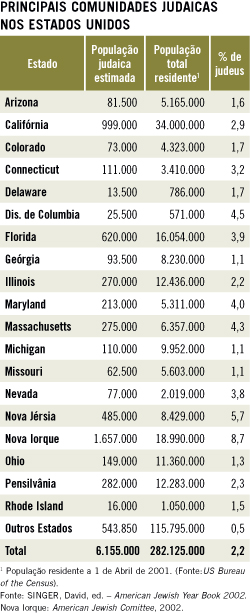 PRINCIPAIS COMUNIDADES JUDAICAS
NOS ESTADOS UNIDOS
Estado População judaica estimada População total residente¹ % de judeus
Arizona 81.500 5.165.000 1,6
Califórnia 999.000 34.000.000 2,9
Colorado 73.000 4.323.000 1,7
Connecticut 111.000 3.410.000 3,2
Delaware 13.500 786.000 1,7
Dis. de Columbia 25.500 571.000 4,5
Florida 620.000 16.054.000 3,9
Geórgia 93.500 8.230.000 1,1
Illinois 270.000 12.436.000 2,2
Maryland 213.000 5.311.000 4,0
Massachusetts 275.000 6.357.000 4,3
Michigan 110.000 9.952.000 1,1
Missouri 62.500 5.603.000 1,1
Nevada 77.000 2.019.000 3,8
Nova Jérsia 485.000 8.429.000 5,7
Nova Iorque 1.657.000 18.990.000 8,7
Ohio 149.000 11.360.000 1,3
Pensilvânia 282.000 12.283.000 2,3
Rhode Island 16.000 1.050.000 1,5
Outros Estados 543.850 115.795.000 0,5
Total 6.155.000 282.125.000 2,2
¹ População residente a 1 de Abril de 2001. (Fonte:US Bureau
of the Census).
Fonte: SINGER, David, ed. – American Jewish Year Book 2002.
Nova Iorque: American Jewish Comittee, 2002.